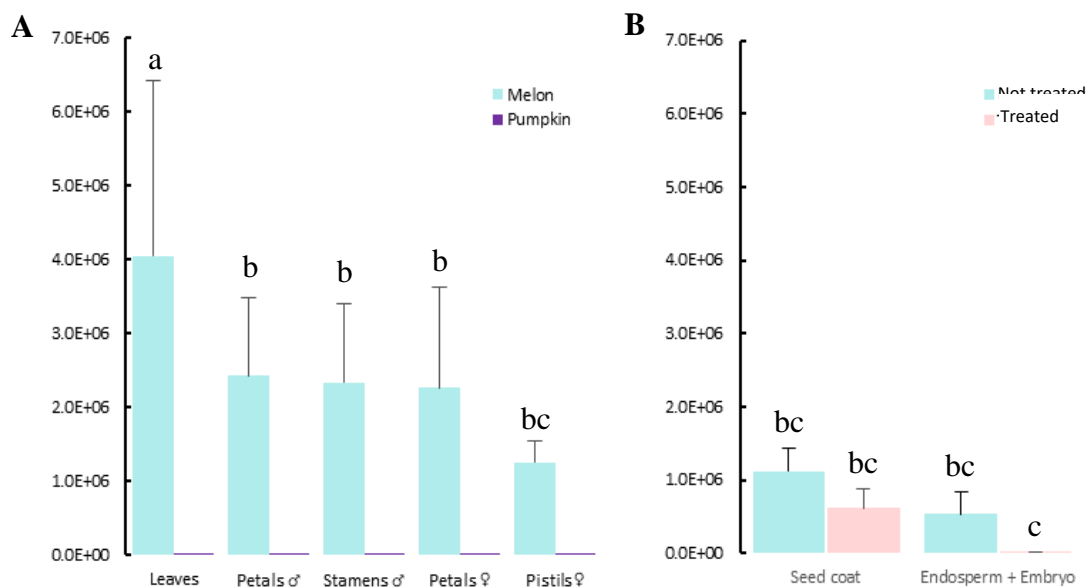 A
7.0E+06
6.0E+06
5.0E+06
4.0E+06
3.0E+06
2.0E+06
1.0E+06
0.0E+00
a
b
b
b
bc
Melon
Pumpkin
Leaves
Petals ♂
Stamens ♂
Petals ♀
Pistils ♀
B
7.0E+06
6.0E+06
5.0E+06
4.0E+06
3.0E+06
2.0E+06
1.0E+06
0.0E+00
Not treated
Treated
bc
bc
bc
c
Seed coat
Endosperm + Embryo